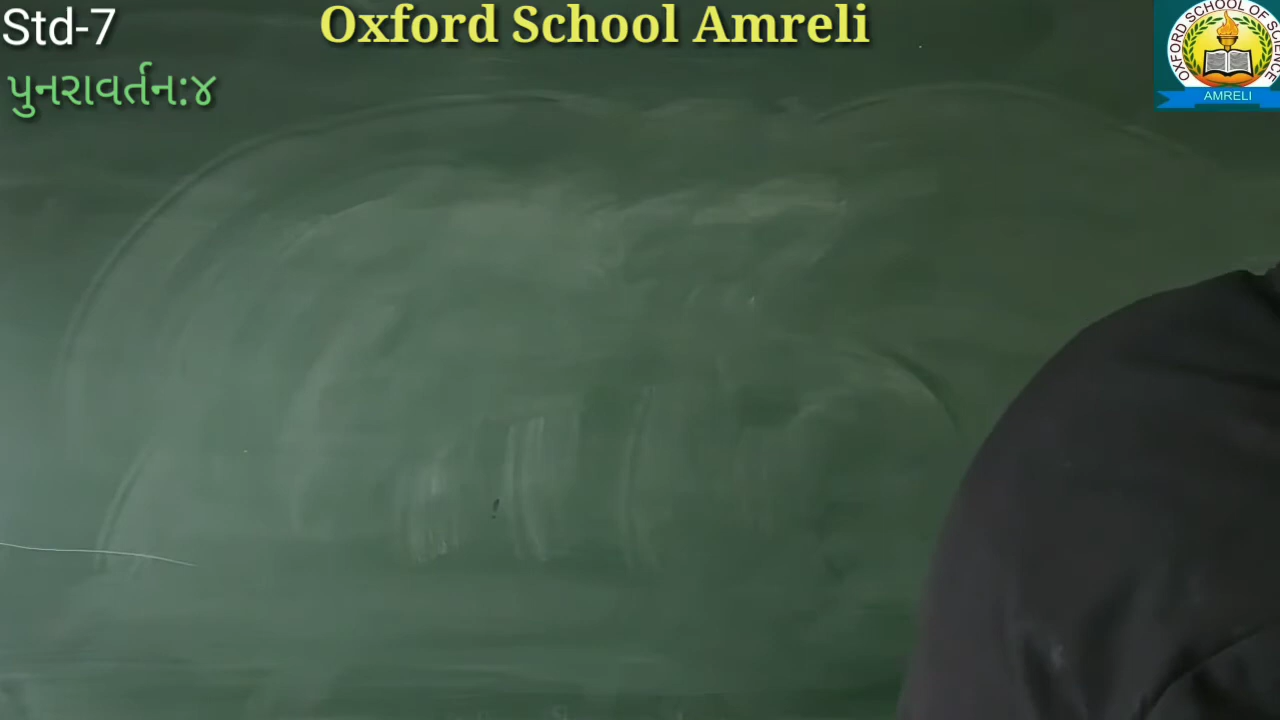 Std-7
Oxford School Amreli
પુનરાવર્તન:૪
OXFORD SCHOOL OF SCIENCE
AMRELI